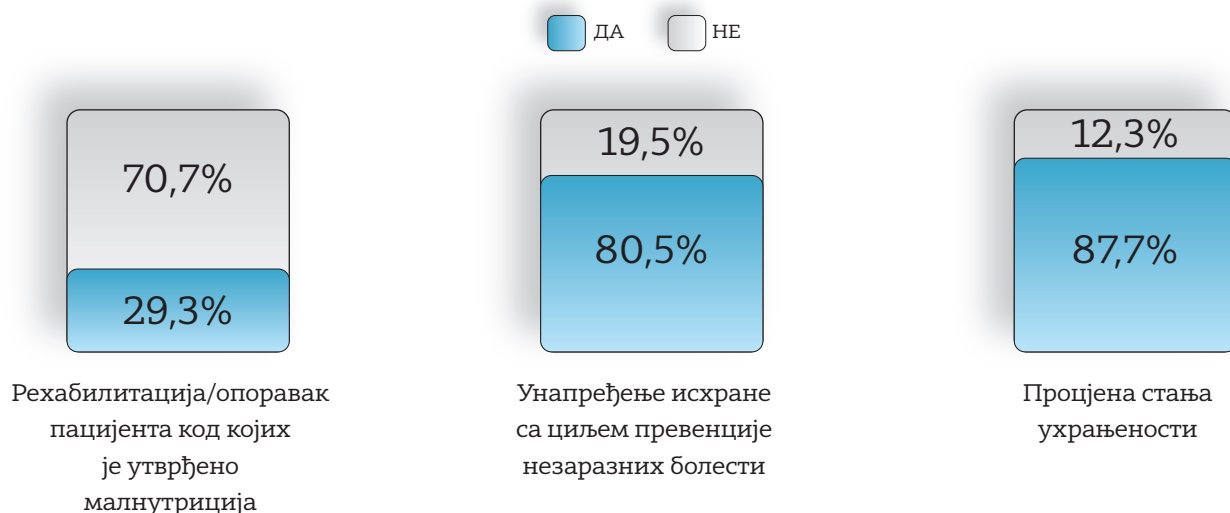 ДА НЕ
70,7%
29,3%
Рехабилитација/опоравак
пацијента код којих
је утврђено
малнутриција
19,5%
80,5%
Унапређење исхране
са циљем превенције
незаразних болести
12,3%
87,7%
Процјена стања
ухрањености